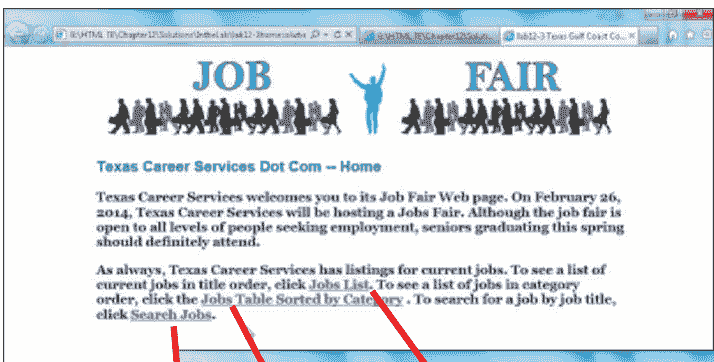 JOB FAIR
Texas Career Services Dot Com -- Home
Texas Career Services welcomes you to its Job Fair Web page. On February 26,
2014, Texas Career Services will be hosting a Jobs Fair. Although the job fair is
open to all levels of people seeking employment, seniors graduating this spring
should definitely attend.
As always, Texas Career Services has listings for current jobs. To see a list of
current jobs in title order, click Jobs List. To see a list of jobs in category
order, click the Jobs Table Sorted by Category . To search for a job by job title,
click Search Jobs.